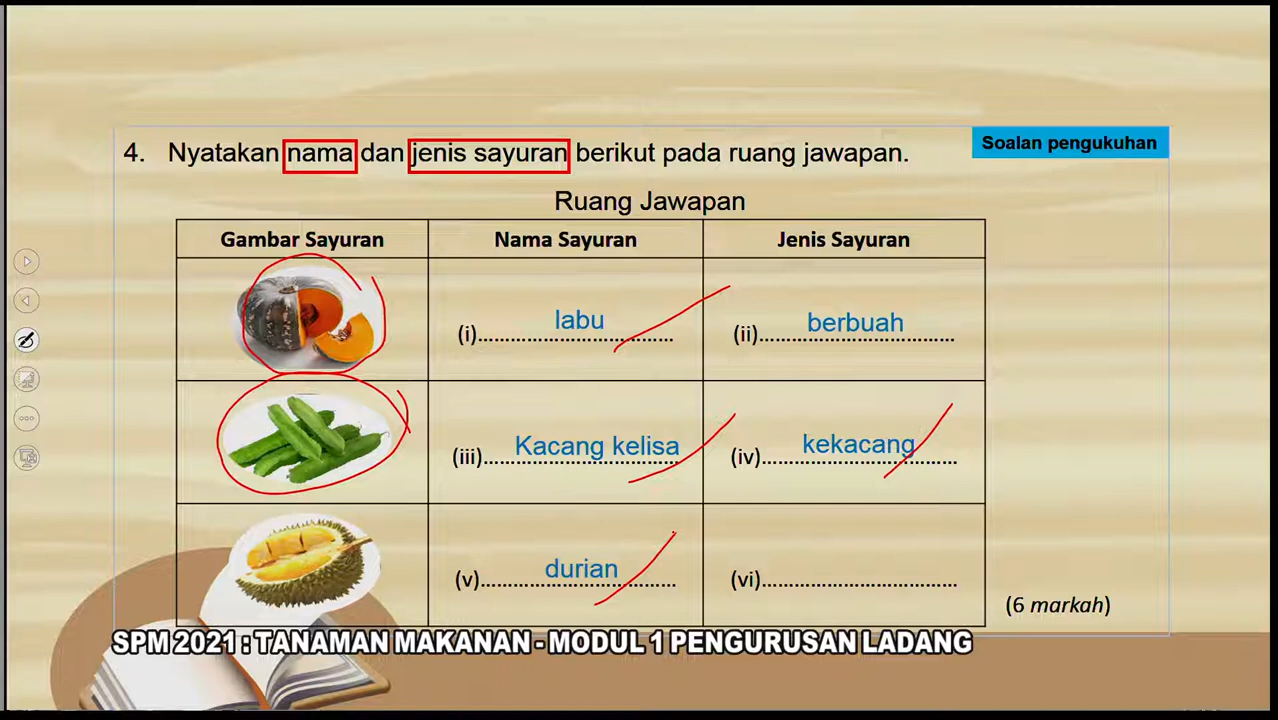 4. Nyatakan nama dan jenis sayuran berikut pada ruang jawapan.
Soalan pengukuhan
Ruang Jawapan
Gambar Sayuran Nama Sayuran Jenis Sayuran
(i) labu (ii) berbuah
(iii) Kacang kelisa (iv) kekacang
(v) durian (vi)
(6 markah)
SPM 2021 : TANAMAN MAKANAN - MODUL 1 PENGURUSAN LADANG